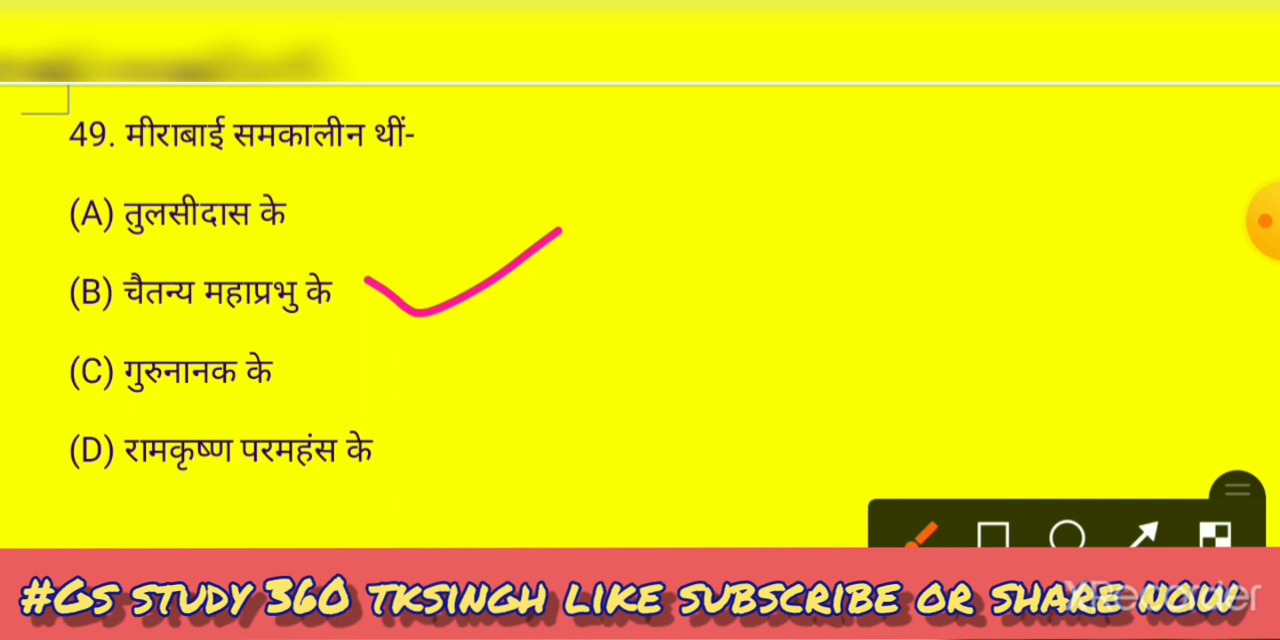 49. मीराबाई समकालीन थीं-
(A) तुलसीदास के
(B) चैतन्य महाप्रभु के
(C) गुरुनानक के
(D) रामकृष्ण परमहंस के
#GS STUDY 360 TKSINGH LIKE SUBSCRIBE OR SHARE NOW